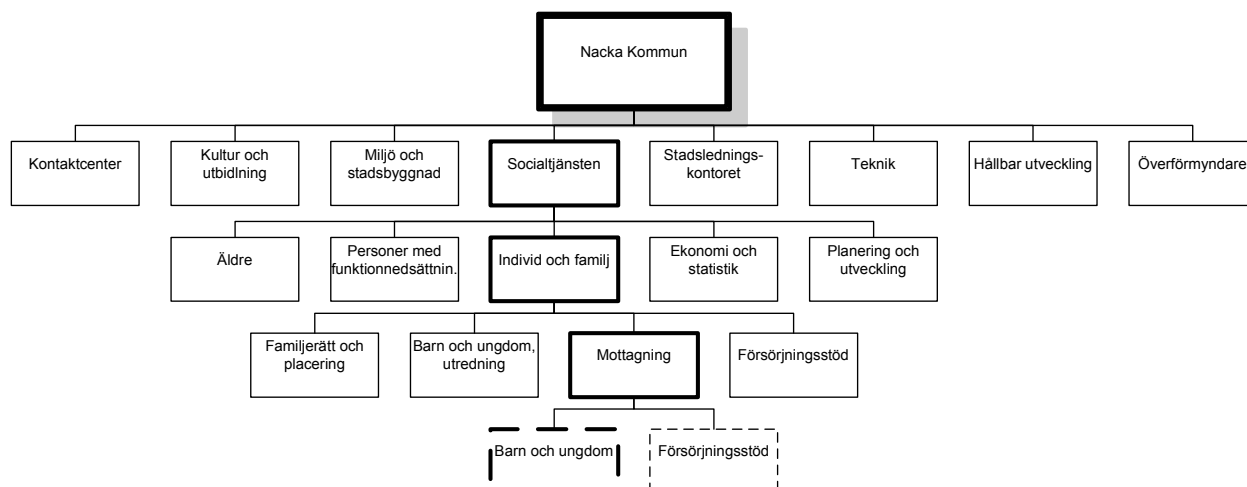 Nacka Kommun
Kontaktcenter
Kultur och
utbidlning
Miljö och
stadsbyggnad
Socialtjänsten
Stadslednings-
kontoret
Teknik
Hållbar utveckling
Överförmyndare
Äldre
Personer med
funktionnedsättnin.
Individ och familj
Ekonomi och
statistik
Planering och
utveckling
Familjerätt och
placering
Barn och ungdom,
utredning
Mottagning
Försörjningsstöd
Barn och ungdom
Försörjningsstöd